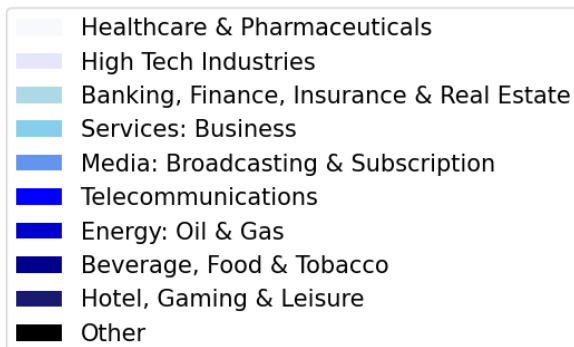 Healthcare & Pharmaceuticals
High Tech Industries
Banking, Finance, Insurance & Real Estate
Services: Business
Media: Broadcasting & Subscription
Telecommunications
Energy: Oil & Gas
Beverage, Food & Tobacco
Hotel, Gaming & Leisure
Other